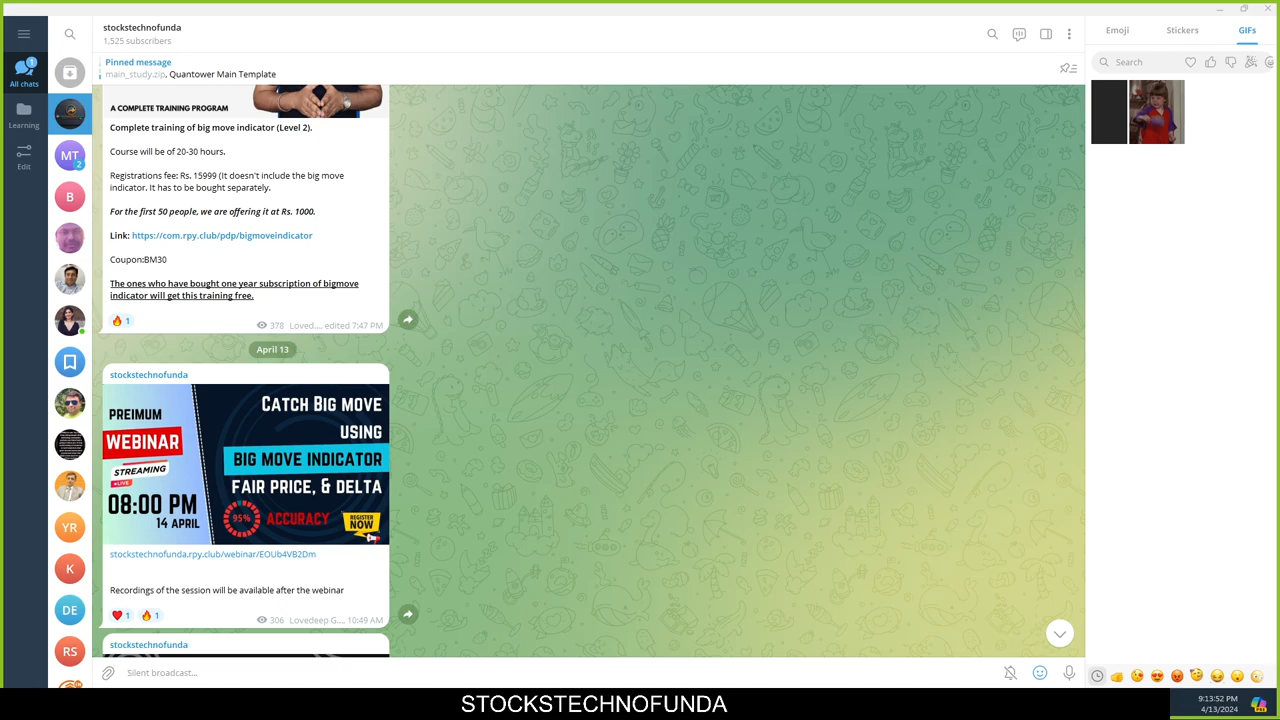 stockstechnofunda
1,525 subscribers
Pinned message
main_study.zip, Quantower Main Template
1
All chats
Learning
Edit
MT
2
B
YR
K
DE
RS
A COMPLETE TRAINING PROGRAM
Complete training of big move indicator (Level 2).
Course will be of 20-30 hours.
Registrations fee: Rs. 15999 (It doesn't include the big move
indicator. It has to be bought separately.
For the first 50 people, we are offering it at Rs. 1000.
Link: https://com.rpy.club/pdp/bigmoveindicator
Coupon:BM30
The ones who have bought one year subscription of bigmove
indicator will get this training free.
1
378 Loved.... edited 7:47 PM
April 13
stockstechnofunda
PREIMUM
WEBINAR
STREAMING
LIVE
08:00 PM
14 APRIL
CATCH BIG MOVE
USING
BIG MOVE INDICATOR
FAIR PRICE, & DELTA
95%
ACCURACY
REGISTER
NOW
stockstechnofunda.rpy.club/webinar/EOUb4VB2Dm
Recordings of the session will be available after the webinar
1
1
306 Lovedeep G.... 10:49 AM
stockstechnofunda
Silent broadcast...
Emoji
Stickers
GIFs
Search
STOCKSTECHNOFUNDA
9:13:52 PM
4/13/2024